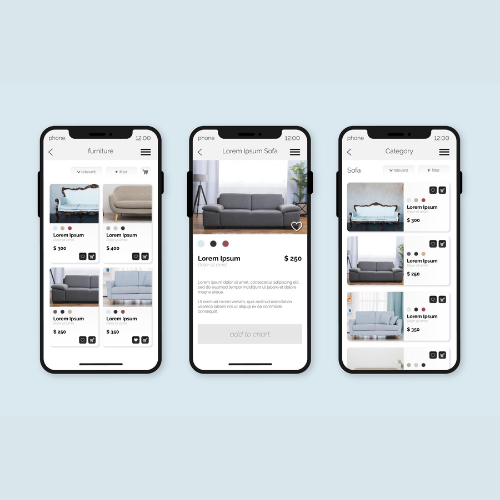 phone 12:00
furniture
relevant filter
Lorem Ipsum
$ 300
Lorem Ipsum
$ 400
Lorem Ipsum
$ 250
Lorem Ipsum
$ 350
phone 12:00
Lorem Ipsum Sofa
Lorem Ipsum $ 250
Lorem ipsum dolor sit amet, consectetur adipiscing elit,
sed do eiusmod tempor incididunt ut labore et dolore
magna aliqua.
Ut enim ad minim veniam, quis nostrud exercitation
ullamco laboris nisi ut aliquip ex ea commodo
consequat.
add to cart
phone 12:00
Category
Sofa relevant filter
Lorem Ipsum
$ 300
Lorem Ipsum
$ 250
Lorem Ipsum
$ 350